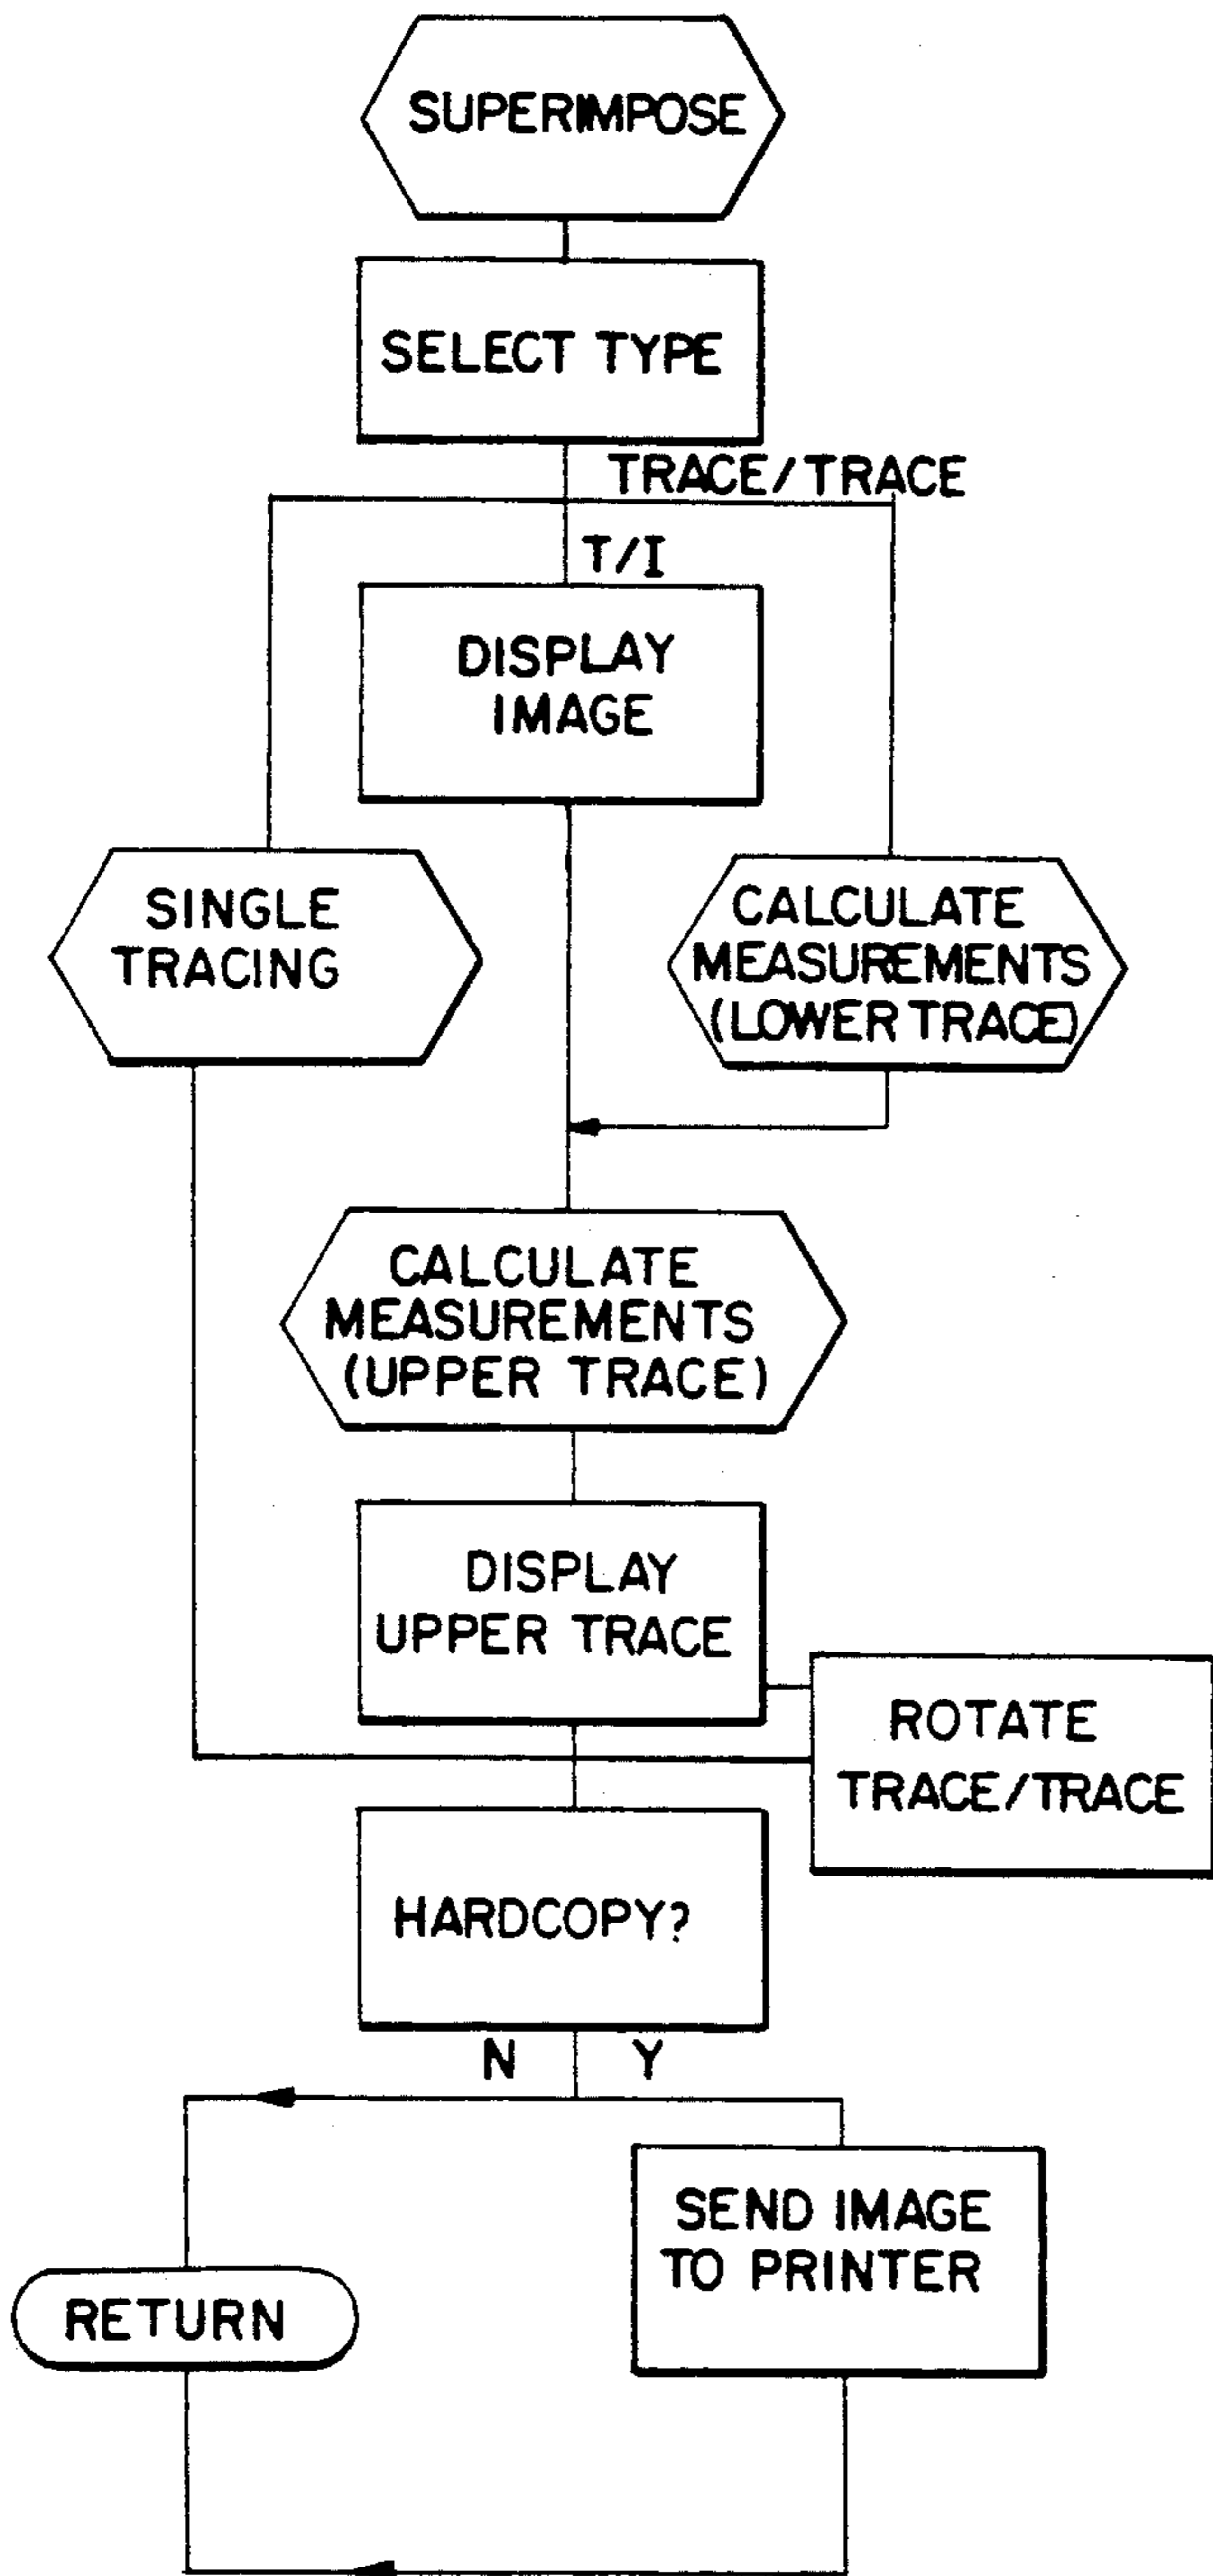 SUPERIMPOSE
SELECT TYPE
TRACE/TRACE
T/I
DISPLAY
IMAGE
SINGLE
TRACING
CALCULATE
MEASUREMENTS
(LOWER TRACE)
CALCULATE
MEASUREMENTS
(UPPER TRACE)
DISPLAY
UPPER TRACE
ROTATE
TRACE/TRACE
HARDCOPY?
N Y
SEND IMAGE
TO PRINTER
RETURN